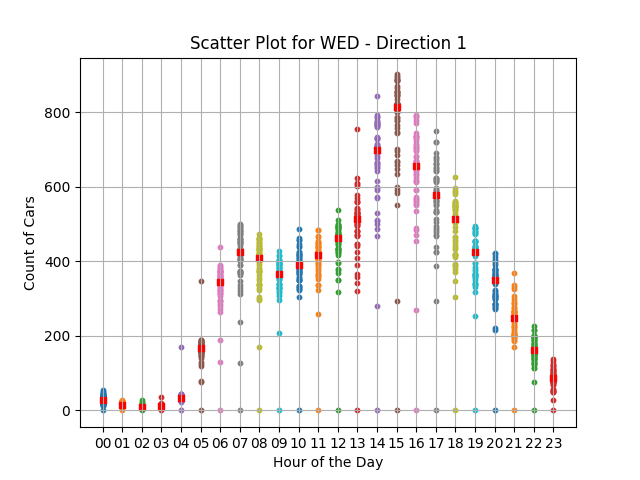 Scatter Plot for WED - Direction 1
Count of Cars
800
600
400
200
0
00 01 02 03 04 05 06 07 08 09 10 11 12 13 14 15 16 17 18 19 20 21 22 23
Hour of the Day